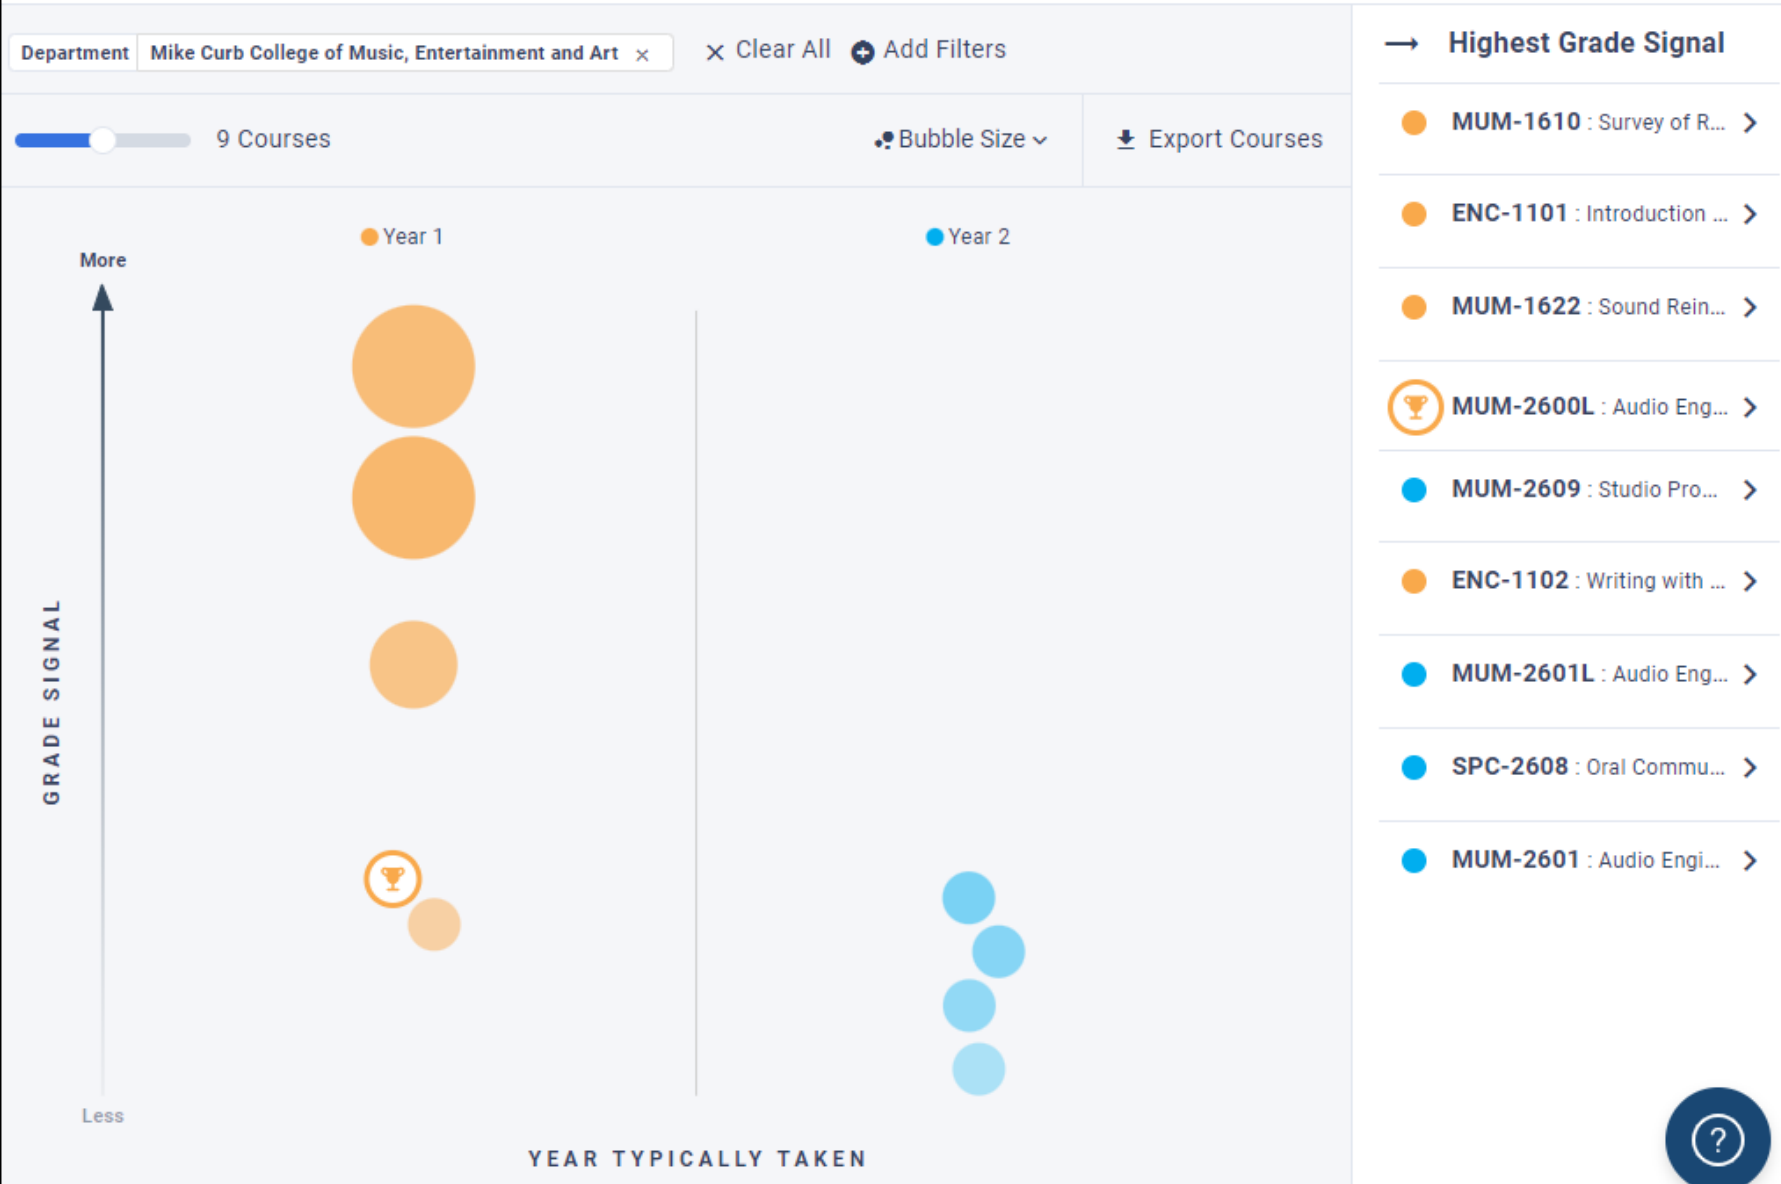 Department Mike Curb College of Music, Entertainment and Art
Clear All Add Filters
9 Courses
Bubble Size
Export Courses
Year 1
Year 2
More
GRADE SIGNAL
Less
YEAR TYPICALLY TAKEN
Highest Grade Signal
MUM-1610 : Survey of R...
ENC-1101 : Introduction ...
MUM-1622 : Sound Rein...
MUM-2600L : Audio Eng...
MUM-2609 : Studio Pro...
ENC-1102 : Writing with ...
MUM-2601L : Audio Eng...
SPC-2608 : Oral Commu...
MUM-2601 : Audio Engi...
?